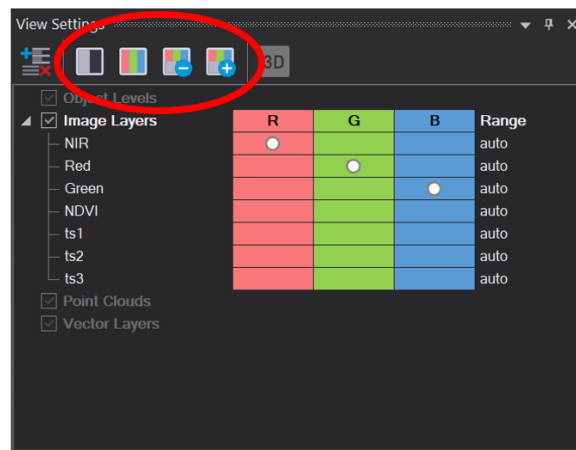 View Settings
3D
Object Levels
Image Layers R G B Range
NIR auto
Red auto
Green auto
NDVI auto
ts1 auto
ts2 auto
ts3 auto
Point Clouds
Vector Layers